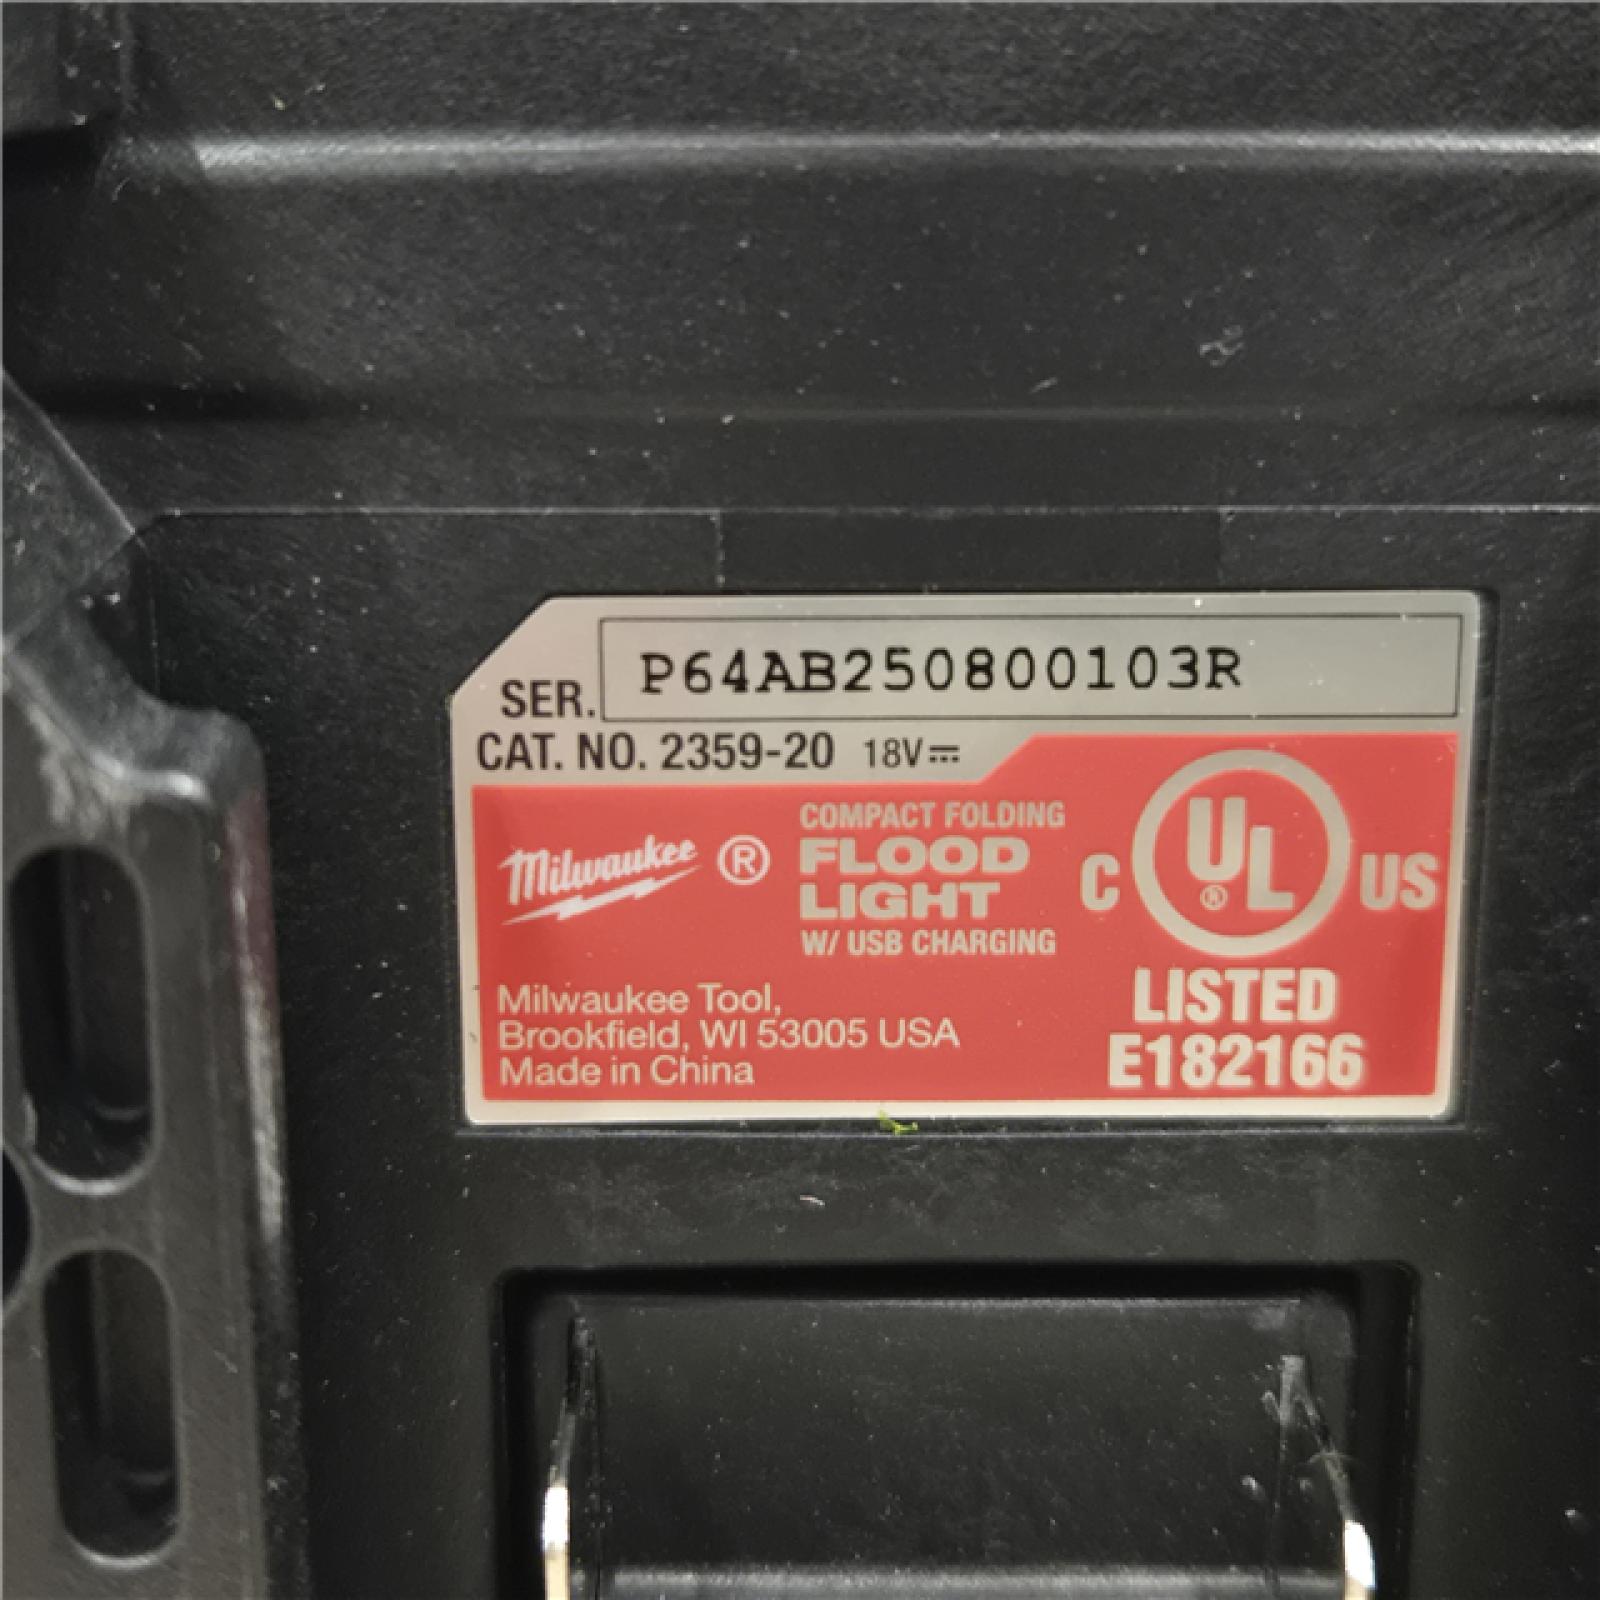 SER. P64AB250800103R
CAT. NO. 2359-20 18V⎓
Milwaukee®
COMPACT FOLDING
FLOOD
LIGHT
W/ USB CHARGING
C UL® US
LISTED
E182166
Milwaukee Tool,
Brookfield, WI 53005 USA
Made in China